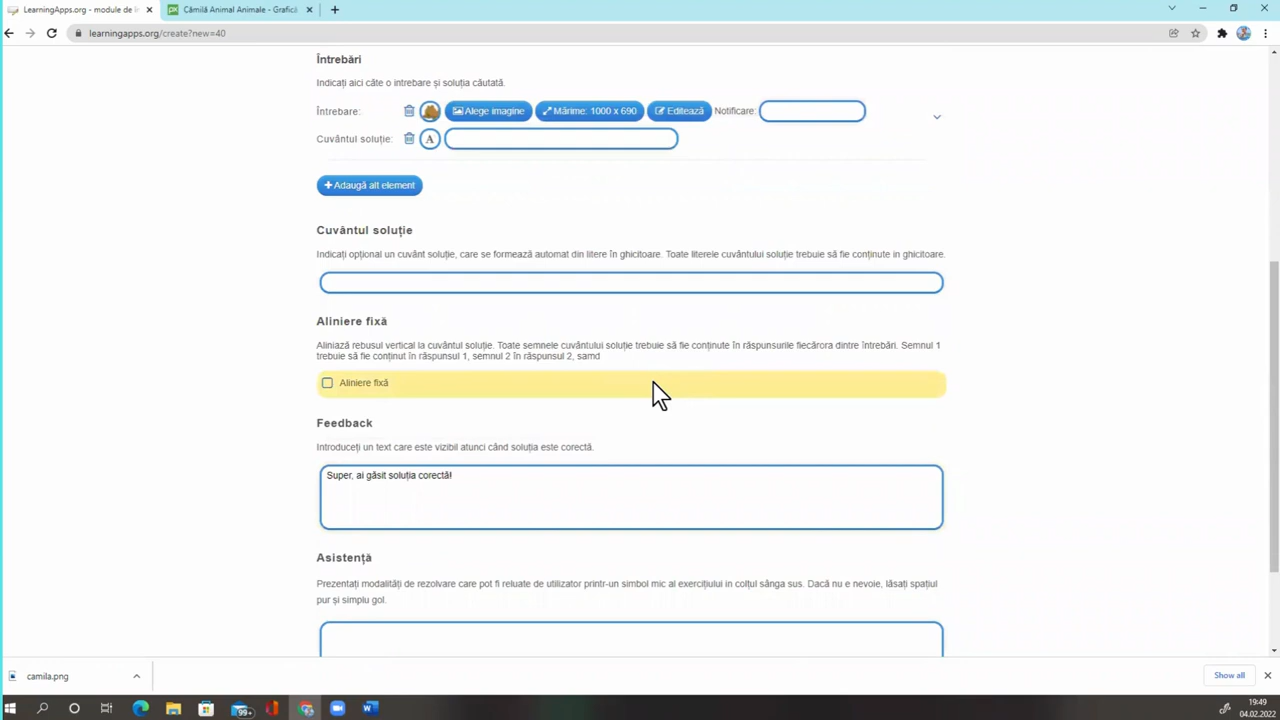 LearningApps.org - module de în
Cămilă Animal Animale - Grafică
learningapps.org/create?new=40
Întrebări
Indicați aici câte o intrebare și soluția căutată.
Întrebare:
Alege imagine
Mărime: 1000 x 690
Editează
Notificare:
Cuvântul soluție:
A
+ Adaugă alt element
Cuvântul soluție
Indicați opțional un cuvânt soluție, care se formează automat din litere în ghicitoare. Toate literele cuvântului soluție trebuie să fie conținute in ghicitoare.
Aliniere fixă
Aliniază rebusul vertical la cuvântul soluție. Toate semnele cuvântului soluție trebuie să fie conținute în răspunsurile fiecărora dintre întrebări. Semnul 1
trebuie să fie conținut în răspunsul 1, semnul 2 în răspunsul 2, samd
Aliniere fixă
Feedback
Introduceți un text care este vizibil atunci când soluția este corectă.
Super, ai găsit soluția corectă!
Asistență
Prezentați modalități de rezolvare care pot fi reluate de utilizator printr-un simbol mic al exercițiului in colțul sânga sus. Dacă nu e nevoie, lăsați spațiul
pur și simplu gol.
camila.png
Show all
99+
19:49
04.02.2022